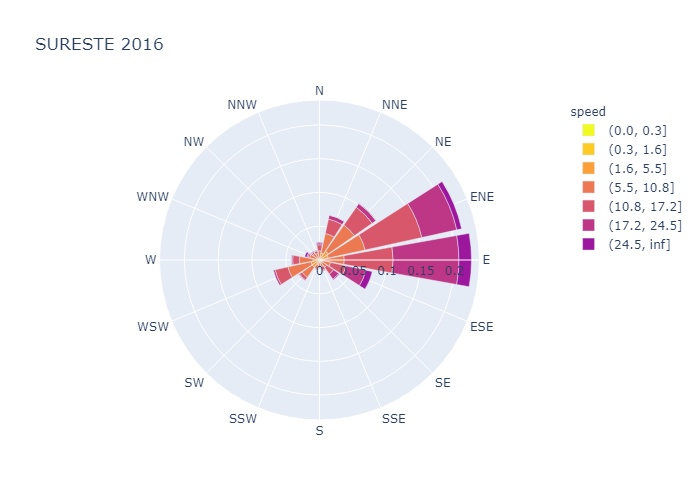 SURESTE 2016
N
NNE
NE
ENE
E
ESE
SE
SSE
S
SSW
SW
WSW
W
WNW
NW
NNW
0 0.05 0.1 0.15 0.2
speed
(0.0, 0.3]
(0.3, 1.6]
(1.6, 5.5]
(5.5, 10.8]
(10.8, 17.2]
(17.2, 24.5]
(24.5, inf]